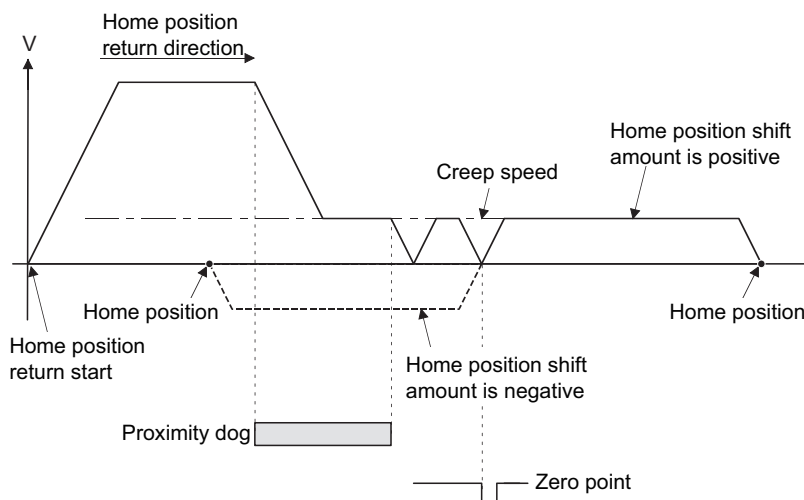 Home position
return direction
V
Home position shift
amount is positive
Creep speed
Home position
Home position
Home position
return start
Home position shift
amount is negative
Proximity dog
Zero point